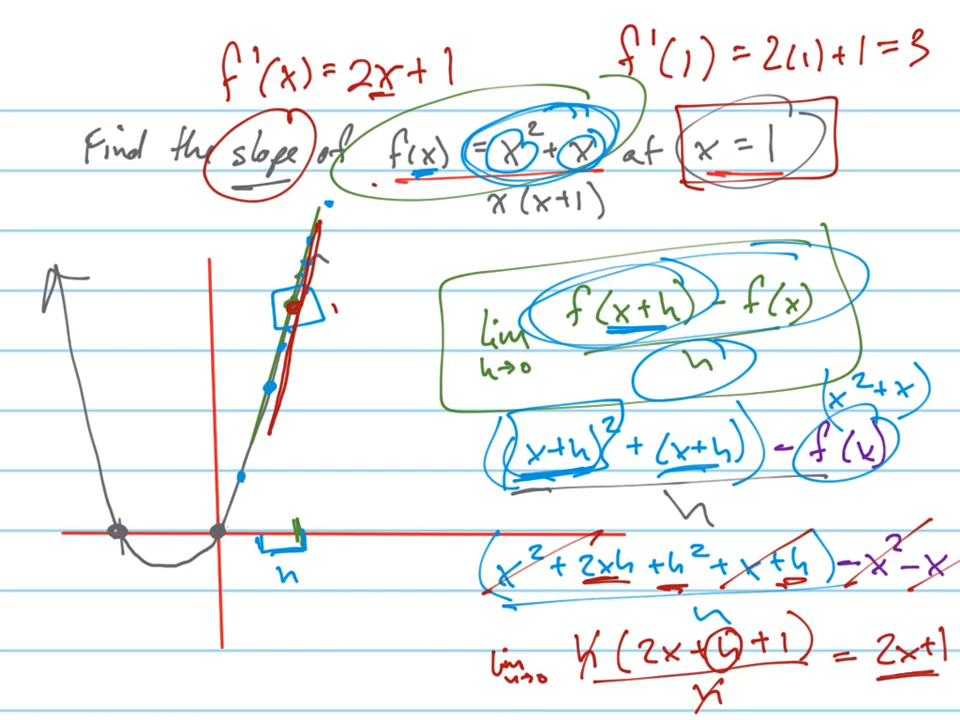 f'(x) = 2x + 1
f'(1) = 2(1) + 1 = 3
Find the slope of f(x) = x² + x at x = 1
x(x+1)
lim h→0 f(x+h) - f(x)
h
(x² + x)
((x+h)² + (x+h)) - f(x)
h
1
h
(x² + 2xh + h² + x + h) - x² - x
h
lim h→0 h(2x + h + 1) = 2x+1
h